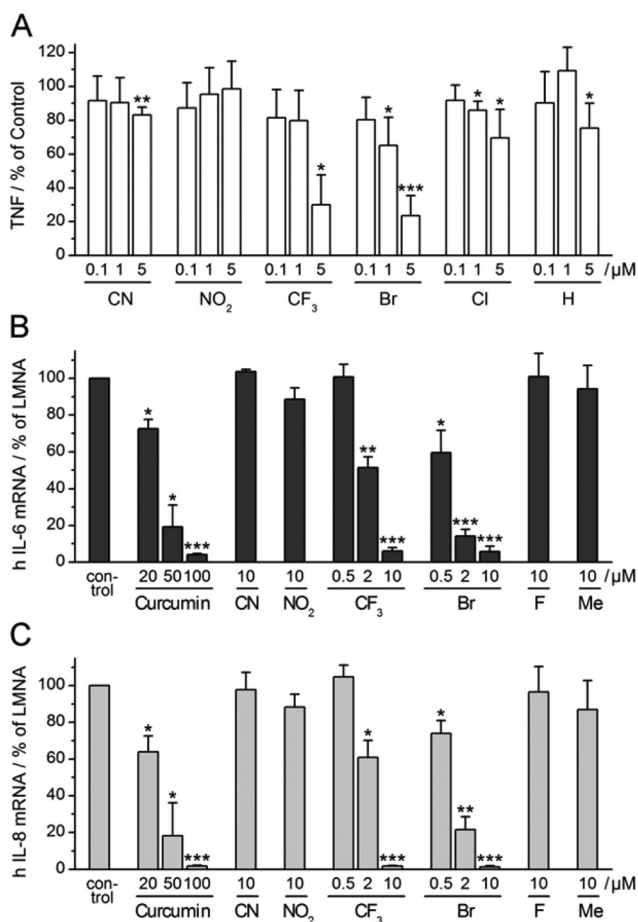 A
TNF / % of Control
120
100
80
60
40
20
0
** * * *** * * *
0.1 1 5 0.1 1 5 0.1 1 5 0.1 1 5 0.1 1 5 0.1 1 5 /µM
CN NO₂ CF₃ Br Cl H
B
h IL-6 mRNA / % of LMNA
100
80
60
40
20
0
* * *** ** *** * *** ***
con-
trol
20 50 100 10 10 0.5 2 10 0.5 2 10 10 10 /µM
Curcumin CN NO₂ CF₃ Br F Me
C
h IL-8 mRNA / % of LMNA
100
80
60
40
20
0
* * *** * *** * ** ***
con-
trol
20 50 100 10 10 0.5 2 10 0.5 2 10 10 10 /µM
Curcumin CN NO₂ CF₃ Br F Me